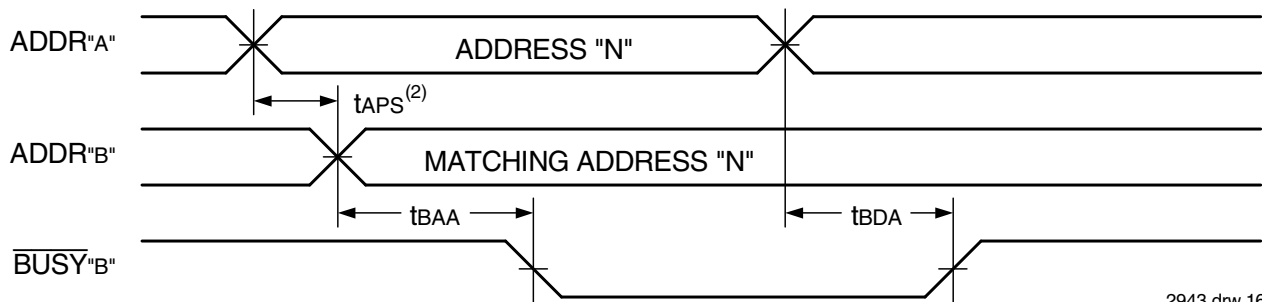 ADDR"A"
ADDRESS "N"
tAPS(2)
ADDR"B"
MATCHING ADDRESS "N"
tBAA
tBDA
BUSY"B"
2943 drw 16